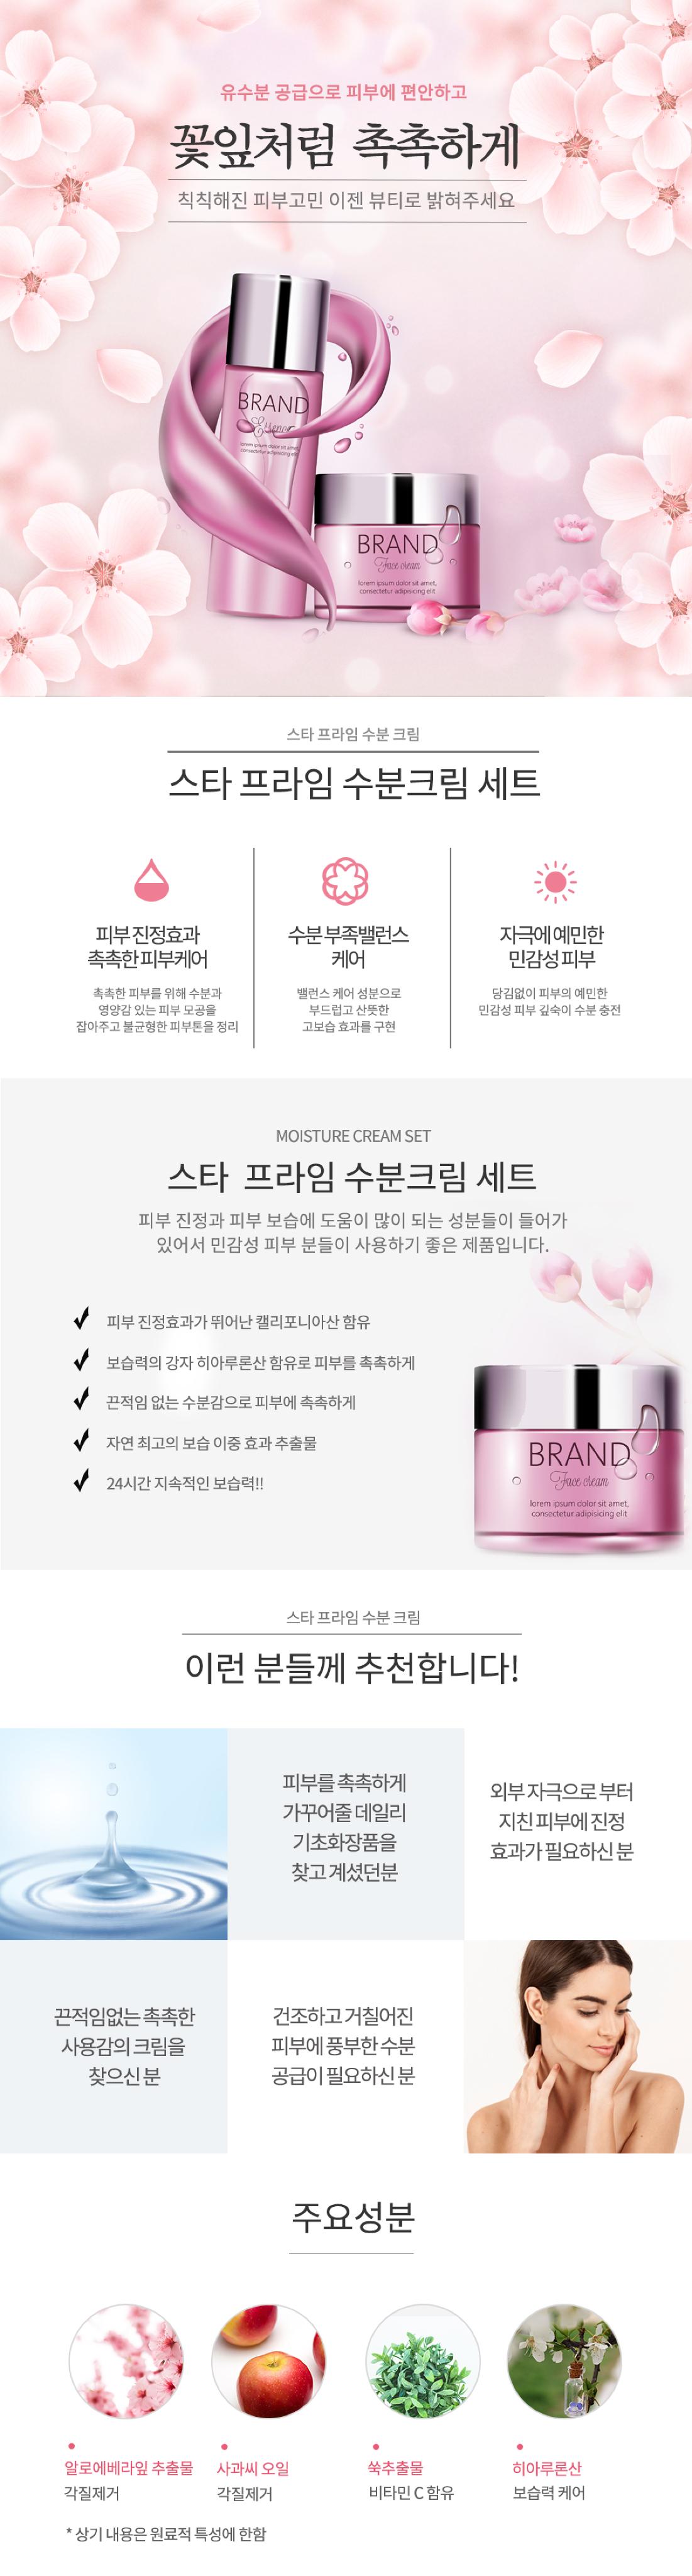 유수분 공급으로 피부에 편안하고
꽃잎처럼 촉촉하게
칙칙해진 피부고민 이젠 뷰티로 밝혀주세요
BRAND
Essence
lorem ipsum dolor sit amet,
consectetur adipisicing elit
BRAND
Face cream
lorem ipsum dolor sit amet,
consectetur adipisicing elit
스타 프라임 수분 크림
스타 프라임 수분크림 세트
피부 진정효과
촉촉한 피부케어
촉촉한 피부를 위해 수분과
영양감 있는 피부 모공을
잡아주고 불균형한 피부톤을 정리
수분 부족밸런스
케어
밸런스 케어 성분으로
부드럽고 산뜻한
고보습 효과를 구현
자극에 예민한
민감성 피부
당김없이 피부의 예민한
민감성 피부 깊숙이 수분 충전
MOISTURE CREAM SET
스타 프라임 수분크림 세트
피부 진정과 피부 보습에 도움이 많이 되는 성분들이 들어가
있어서 민감성 피부 분들이 사용하기 좋은 제품입니다.
피부 진정효과가 뛰어난 캘리포니아산 함유
보습력의 강자 히아루론산 함유로 피부를 촉촉하게
끈적임 없는 수분감으로 피부에 촉촉하게
자연 최고의 보습 이중 효과 추출물
24시간 지속적인 보습력!!
BRAND
Face cream
lorem ipsum dolor sit amet,
consectetur adipisicing elit
스타 프라임 수분 크림
이런 분들께 추천합니다!
피부를 촉촉하게
가꾸어줄 데일리
기초화장품을
찾고 계셨던분
외부 자극으로 부터
지친 피부에 진정
효과가 필요하신 분
끈적임없는 촉촉한
사용감의 크림을
찾으신 분
건조하고 거칠어진
피부에 풍부한 수분
공급이 필요하신 분
주요성분
알로에베라잎 추출물
각질제거
사과씨 오일
각질제거
쑥추출물
비타민 C 함유
히아루론산
보습력 케어
* 상기 내용은 원료적 특성에 한함